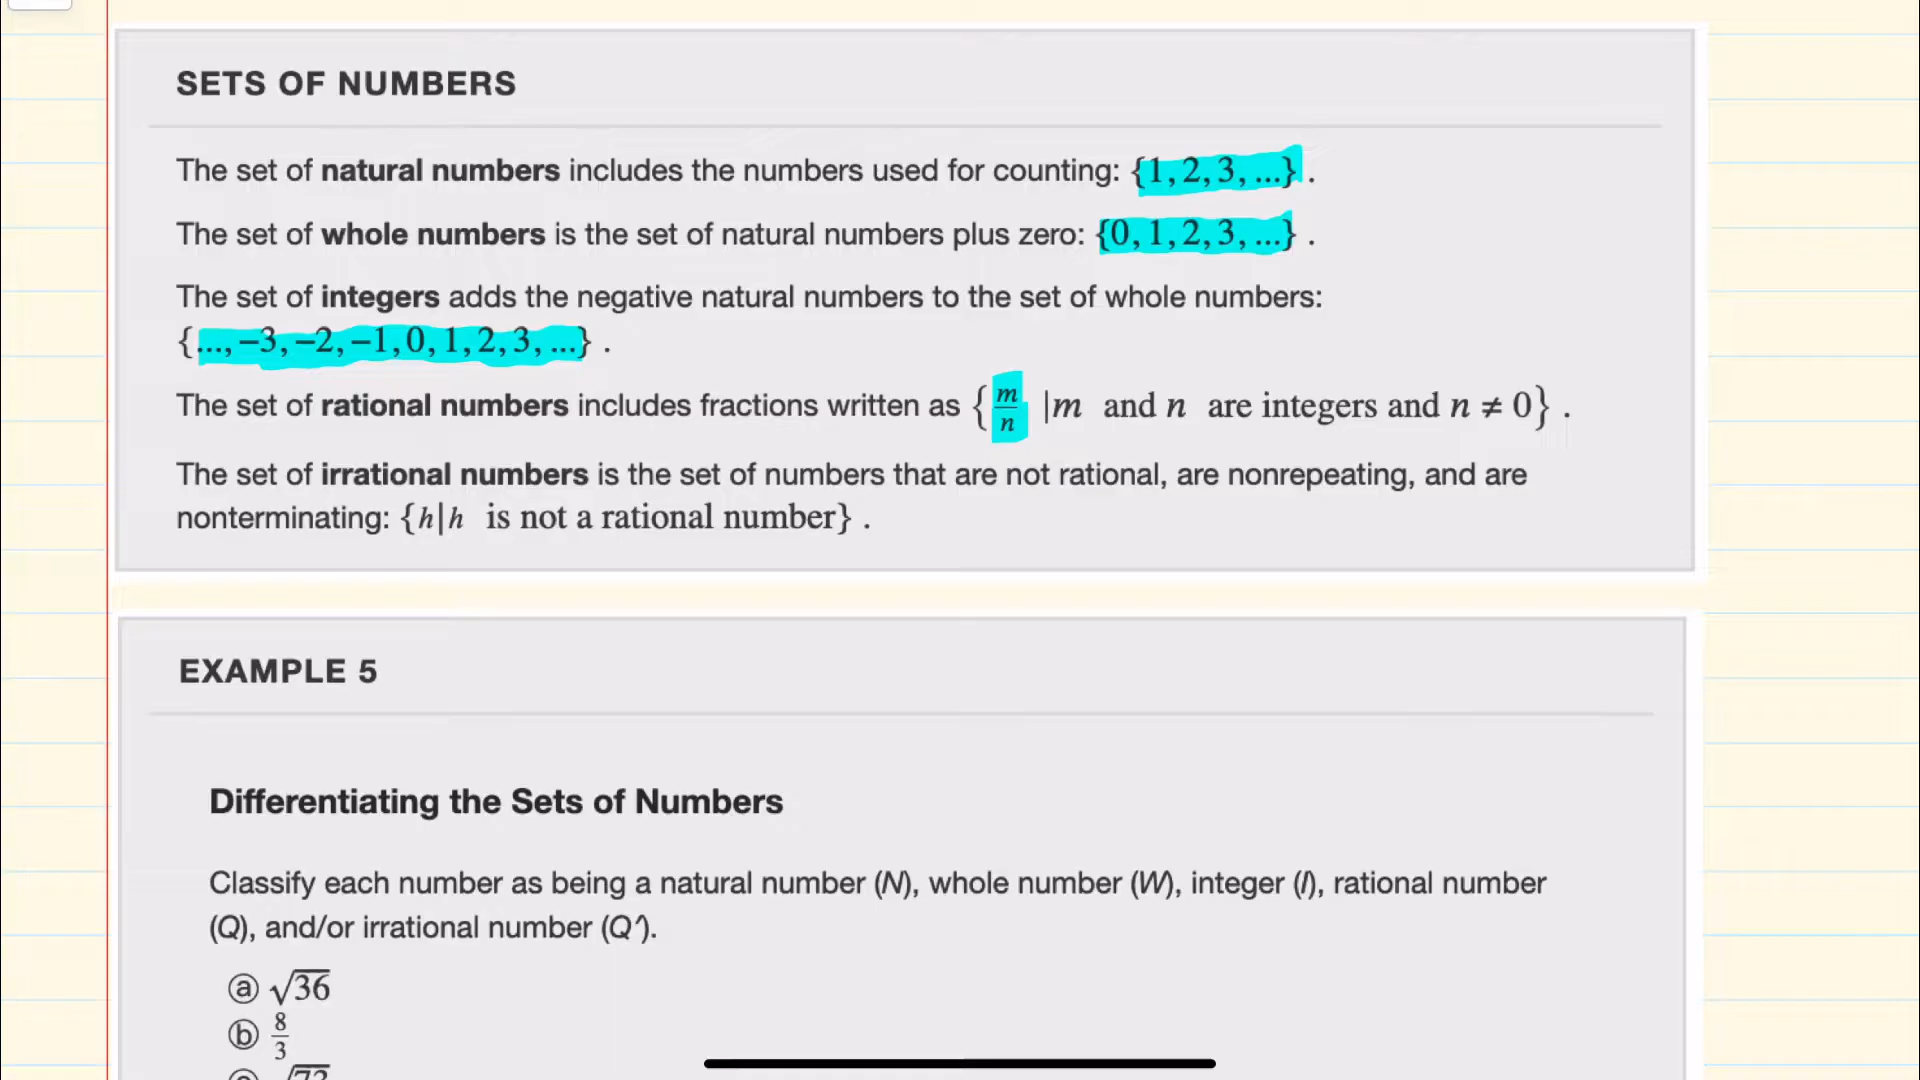 SETS OF NUMBERS
The set of natural numbers includes the numbers used for counting: {1, 2, 3, ...} .
The set of whole numbers is the set of natural numbers plus zero: {0, 1, 2, 3, ...} .
The set of integers adds the negative natural numbers to the set of whole numbers:
{..., −3, −2, −1, 0, 1, 2, 3, ...} .
The set of rational numbers includes fractions written as {m/n |m and n are integers and n ≠ 0} .
The set of irrational numbers is the set of numbers that are not rational, are nonrepeating, and are
nonterminating: {h|h is not a rational number} .
EXAMPLE 5
Differentiating the Sets of Numbers
Classify each number as being a natural number (N), whole number (W), integer (I), rational number
(Q), and/or irrational number (Q′).
ⓐ √36
ⓑ 8/3